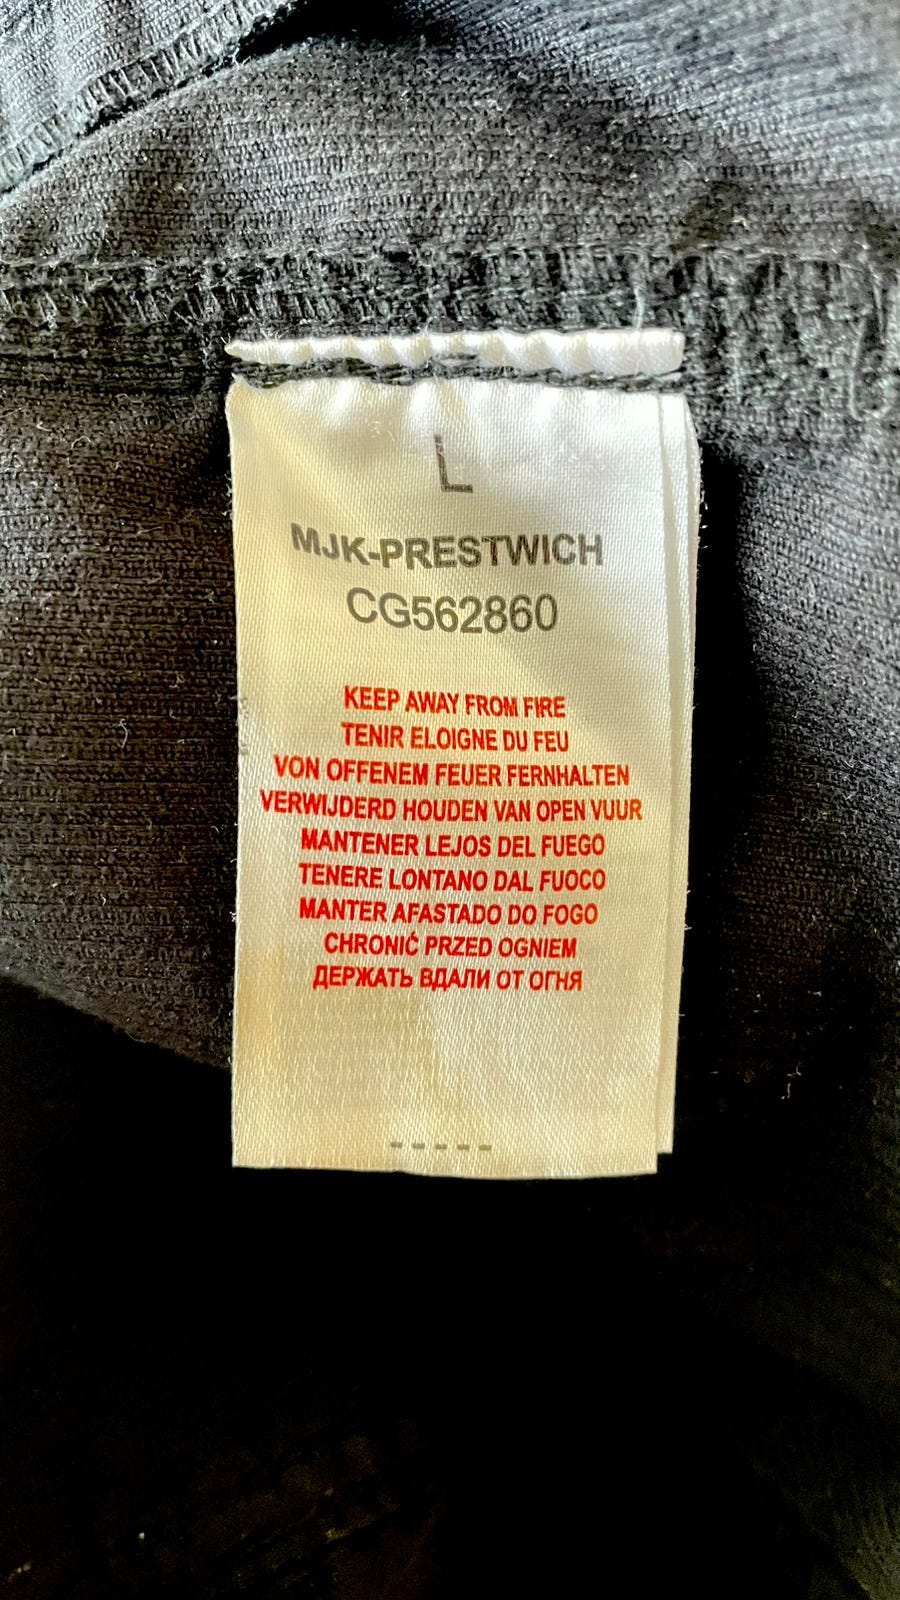 L
MJK-PRESTWICH
CG562860
KEEP AWAY FROM FIRE
TENIR ELOIGNE DU FEU
VON OFFENEM FEUER FERNHALTEN
VERWIJDERD HOUDEN VAN OPEN VUUR
MANTENER LEJOS DEL FUEGO
TENERE LONTANO DAL FUOCO
MANTER AFASTADO DO FOGO
CHRONIĆ PRZED OGNIEM
ДЕРЖАТЬ ВДАЛИ ОТ ОГНЯ
-----